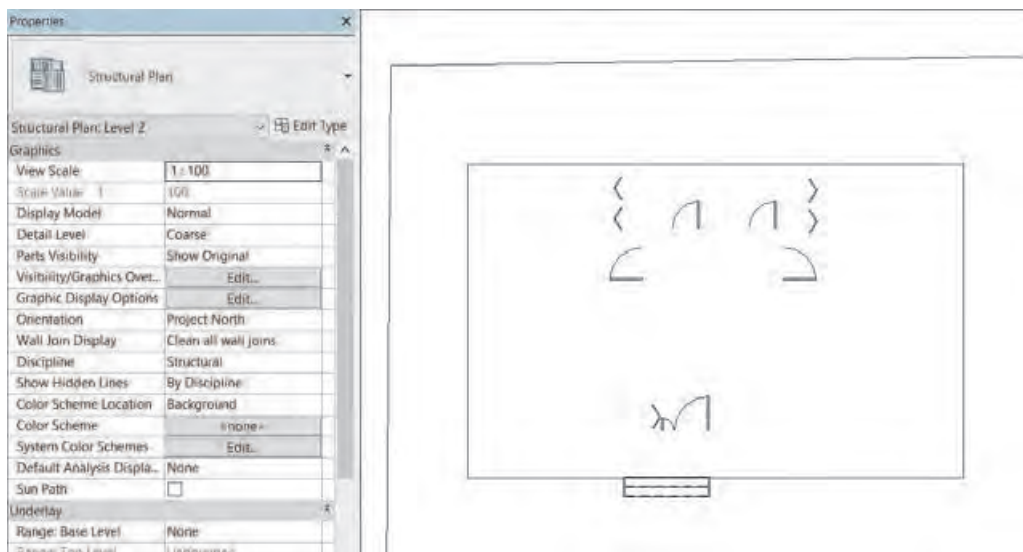 Properties X
Structural Plan
Structural Plan: Level 2 Edit Type
Graphics
View Scale 1 : 100
Scale Value 1: 100
Display Model Normal
Detail Level Coarse
Parts Visibility Show Original
Visibility/Graphics Over... Edit...
Graphic Display Options Edit...
Orientation Project North
Wall Join Display Clean all wall joins
Discipline Structural
Show Hidden Lines By Discipline
Color Scheme Location Background
Color Scheme <none>
System Color Schemes Edit...
Default Analysis Displa... None
Sun Path
Underlay
Range: Base Level None